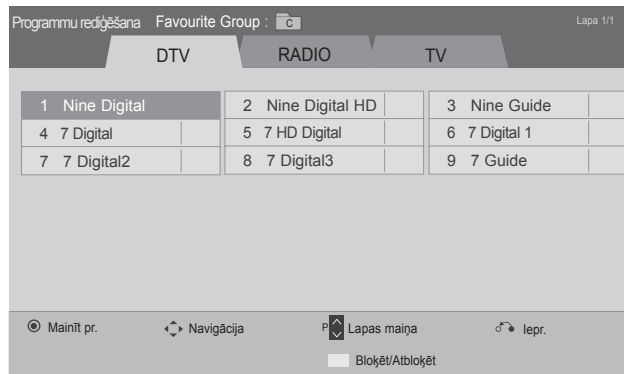 Programmu rediģēšana Favourite Group : C Lapa 1/1
DTV RADIO TV
1 Nine Digital 2 Nine Digital HD 3 Nine Guide
4 7 Digital 5 7 HD Digital 6 7 Digital 1
7 7 Digital2 8 7 Digital3 9 7 Guide
Mainīt pr. Navigācija P Lapas maiņa Iepr.
Bloķēt/Atbloķēt